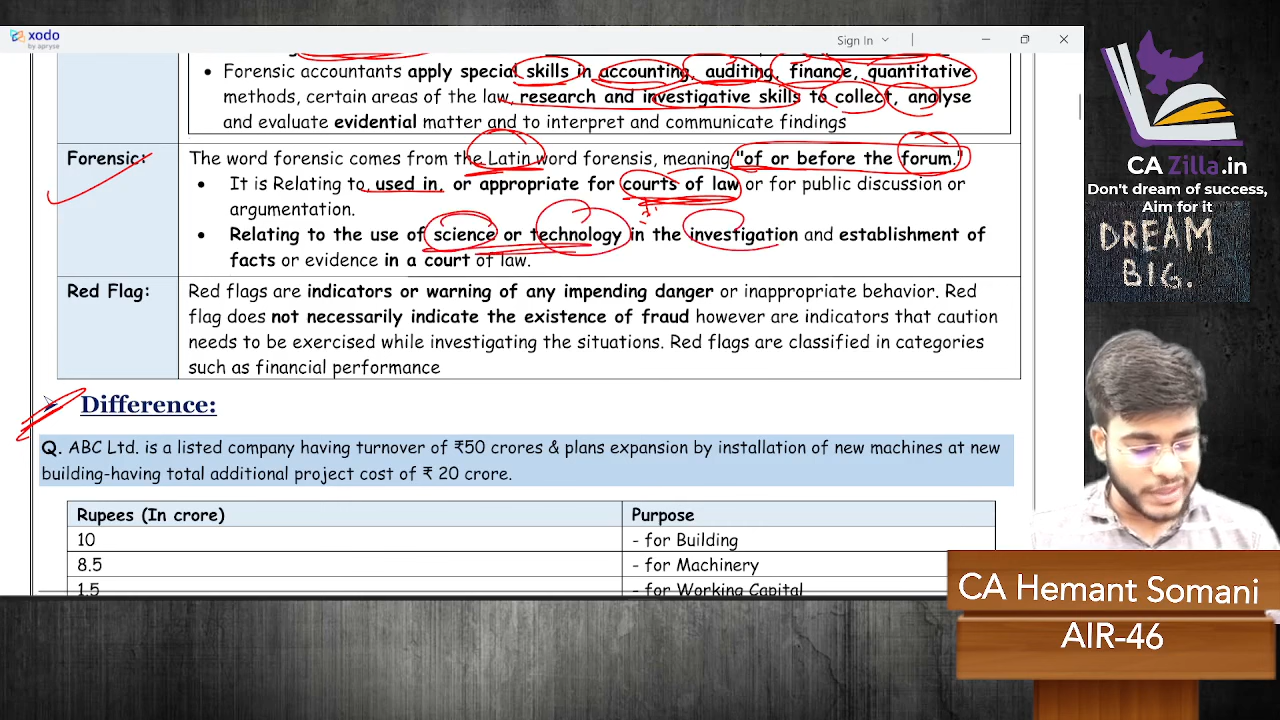 xodo
by apryse
Sign In
• Forensic accountants apply special skills in accounting, auditing, finance, quantitative
methods, certain areas of the law, research and investigative skills to collect, analyse
and evaluate evidential matter and to interpret and communicate findings
Forensic: The word forensic comes from the Latin word forensis, meaning "of or before the forum."
• It is Relating to used in, or appropriate for courts of law or for public discussion or
argumentation.
• Relating to the use of science or technology in the investigation and establishment of
facts or evidence in a court of law.
Red Flag: Red flags are indicators or warning of any impending danger or inappropriate behavior. Red
flag does not necessarily indicate the existence of fraud however are indicators that caution
needs to be exercised while investigating the situations. Red flags are classified in categories
such as financial performance
Difference:
Q. ABC Ltd. is a listed company having turnover of ₹50 crores & plans expansion by installation of new machines at new
building-having total additional project cost of ₹ 20 crore.
Rupees (In crore) Purpose
10 - for Building
8.5 - for Machinery
1.5 - for Working Capital
CA Zilla.in
Don't dream of success,
Aim for it
DREAM
BIG.
CA Hemant Somani
AIR-46